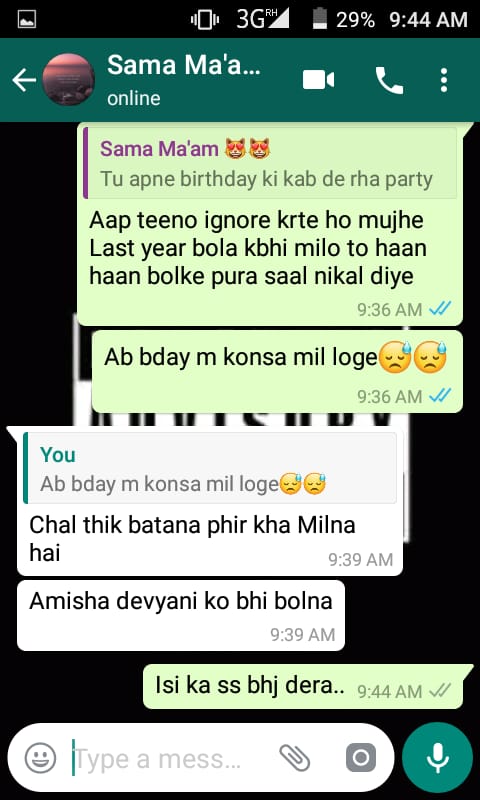 3G RH 29% 9:44 AM
Sama Ma'a...
online
Sama Ma'am 😻😻
Tu apne birthday ki kab de rha party
Aap teeno ignore krte ho mujhe
Last year bola kbhi milo to haan
haan bolke pura saal nikal diye
9:36 AM
Ab bday m konsa mil loge😓😓
9:36 AM
You
Ab bday m konsa mil loge😓😓
Chal thik batana phir kha Milna
hai
9:39 AM
Amisha devyani ko bhi bolna
9:39 AM
Isi ka ss bhj dera..
9:44 AM
Type a mess...